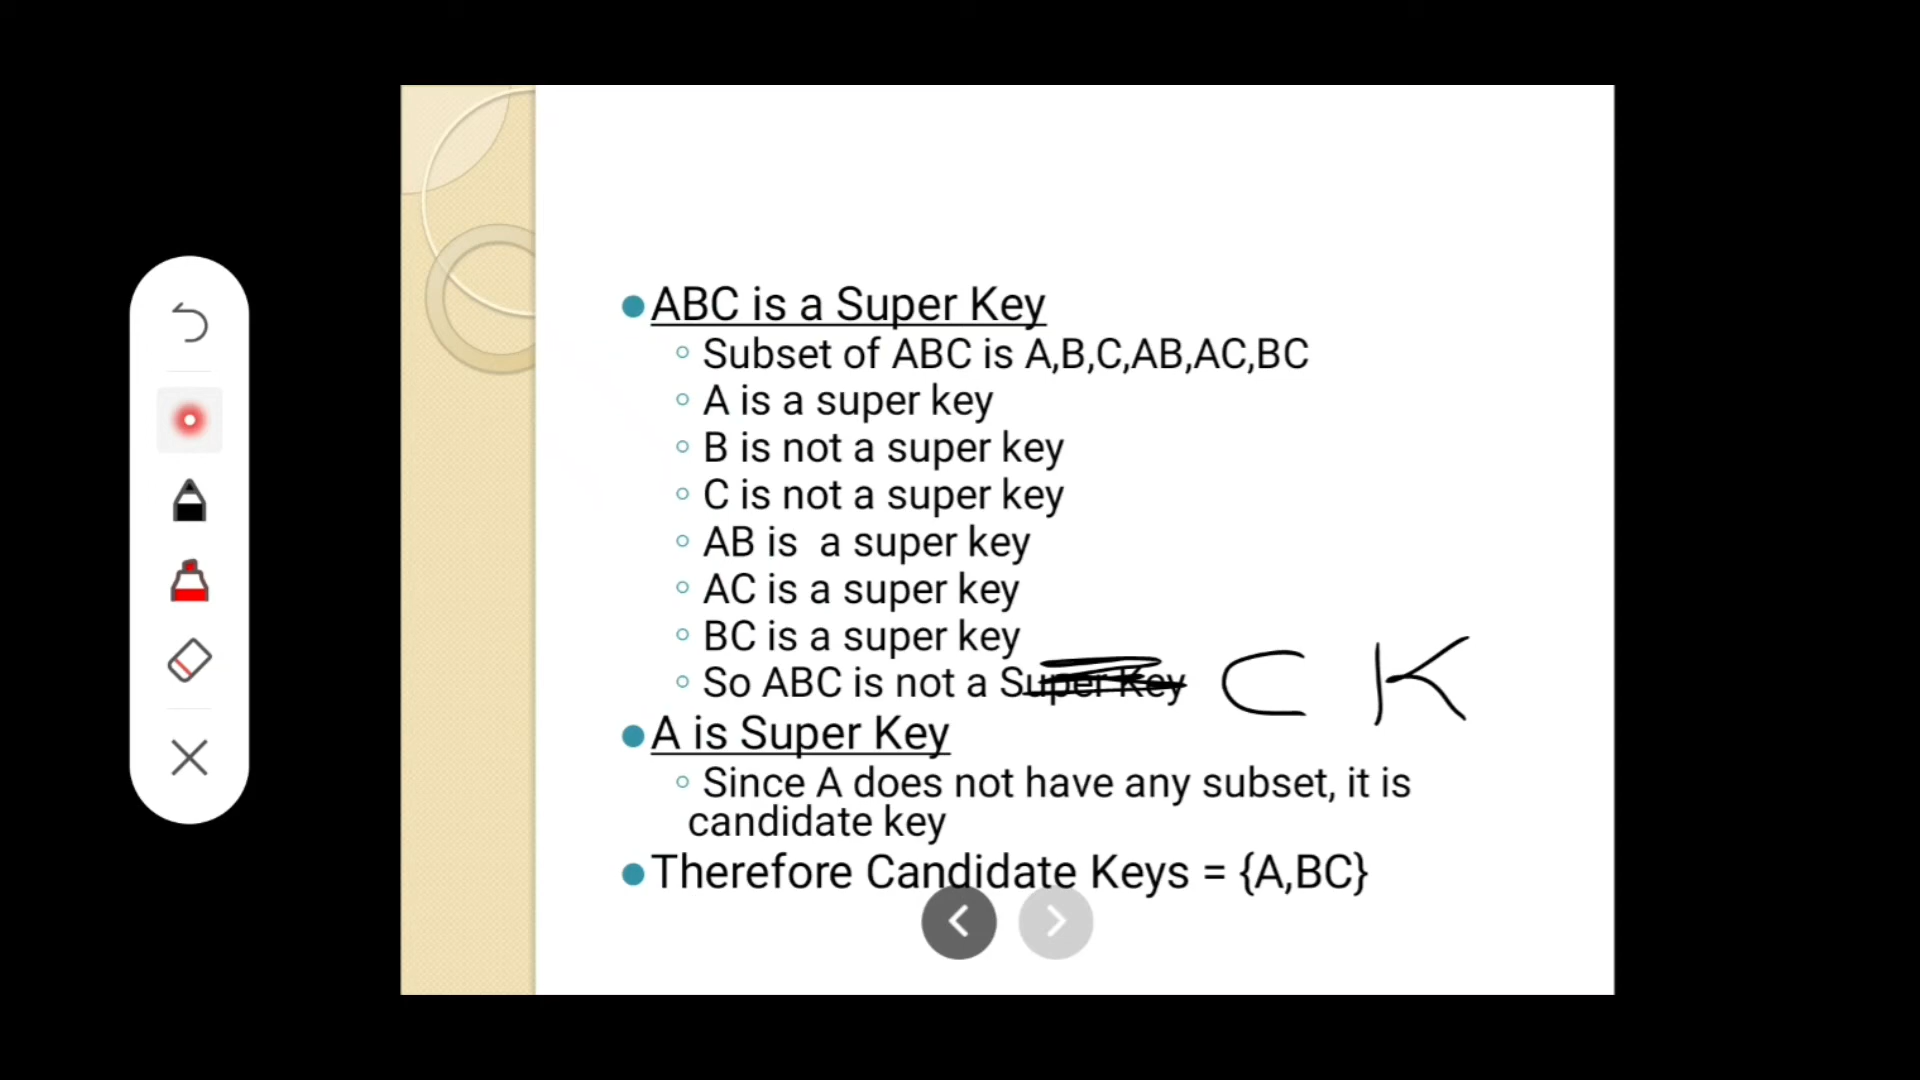 ABC is a Super Key
Subset of ABC is A,B,C,AB,AC,BC
A is a super key
B is not a super key
C is not a super key
AB is a super key
AC is a super key
BC is a super key
So ABC is not a Super Key C K
A is Super Key
Since A does not have any subset, it is
candidate key
Therefore Candidate Keys = {A,BC}